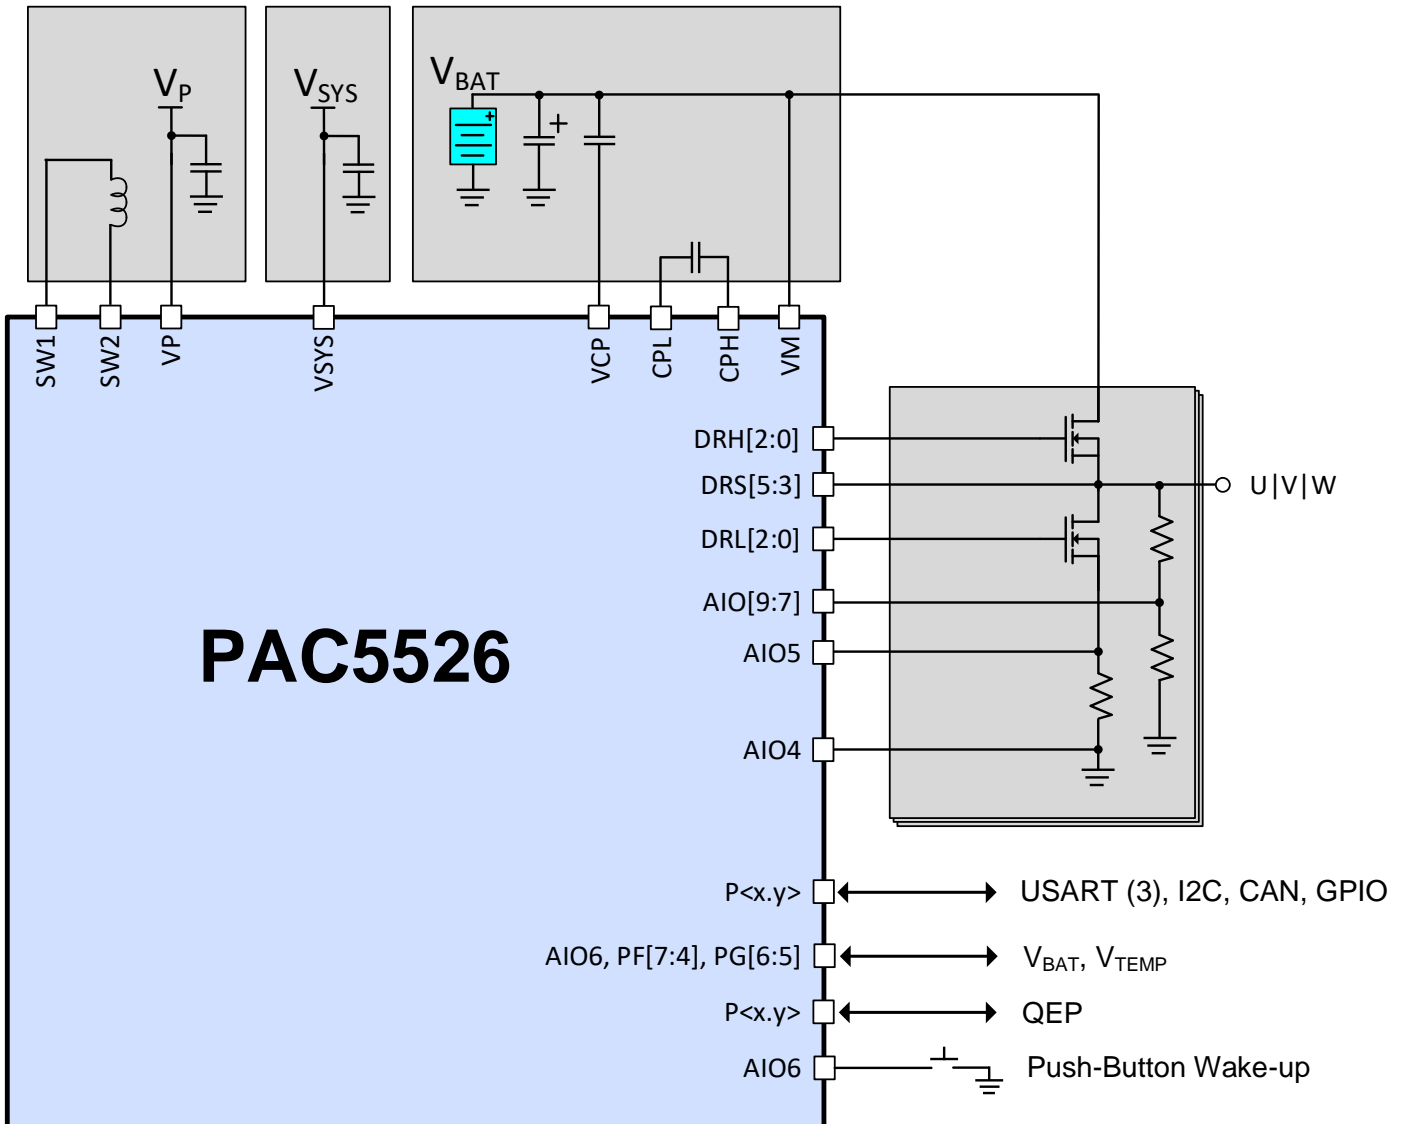 VP
VSYS
VBAT
+
+
SW1
SW2
VP
VSYS
VCP
CPL
CPH
VM
DRH[2:0]
DRS[5:3]
U|V|W
DRL[2:0]
AIO[9:7]
PAC5526
AIO5
AIO4
P<x.y>
USART (3), I2C, CAN, GPIO
AIO6, PF[7:4], PG[6:5]
VBAT, VTEMP
P<x.y>
QEP
AIO6
Push-Button Wake-up